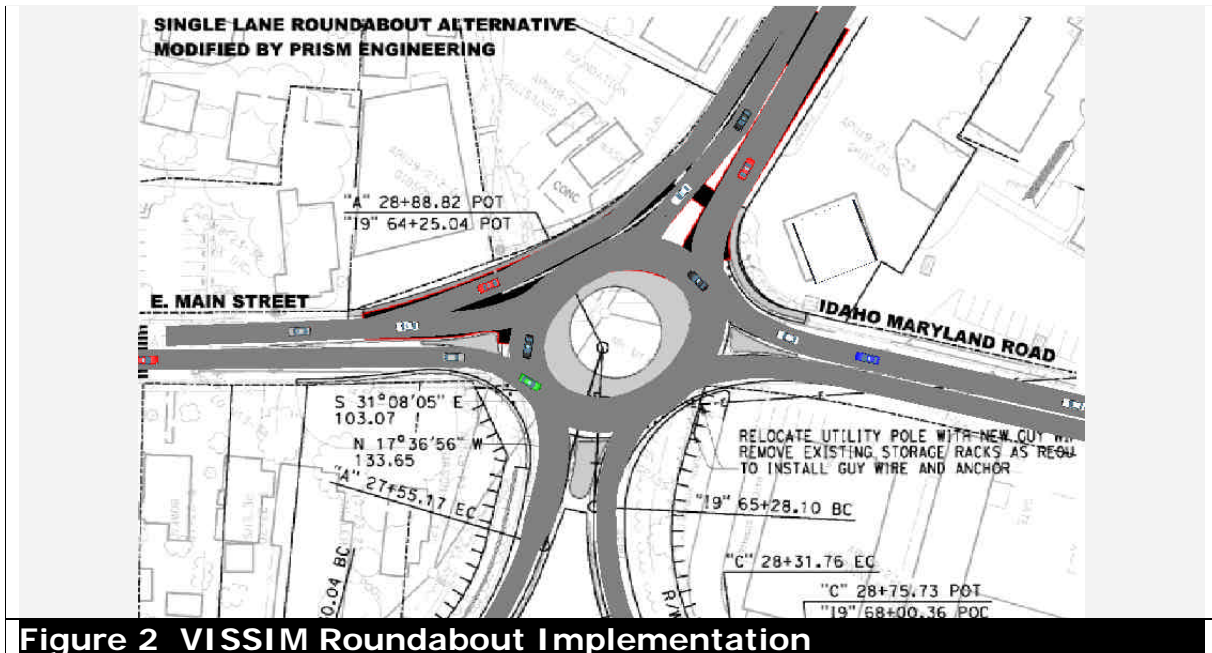 SINGLE LANE ROUNDABOUT ALTERNATIVE
MODIFIED BY PRISM ENGINEERING
CONC
"A" 28+88.82 POT
"19" 64+25.04 POT
E. MAIN STREET
IDAHO MARYLAND ROAD
S 31°08'05" E
103.07
N 17°36'56" W
133.65
"A" 27+55.17 EC
RELOCATE UTILITY POLE WITH NEW GUY
REMOVE EXISTING STORAGE RACKS AS
TO INSTALL GUY WIRE AND ANCHOR
"19" 65+28.10 BC
"C" 28+31.76 EC
"C" 28+75.73 POT
"19" 68+00.36 POC
0.04 BC
R/W
Figure 2 VISSIM Roundabout Implementation